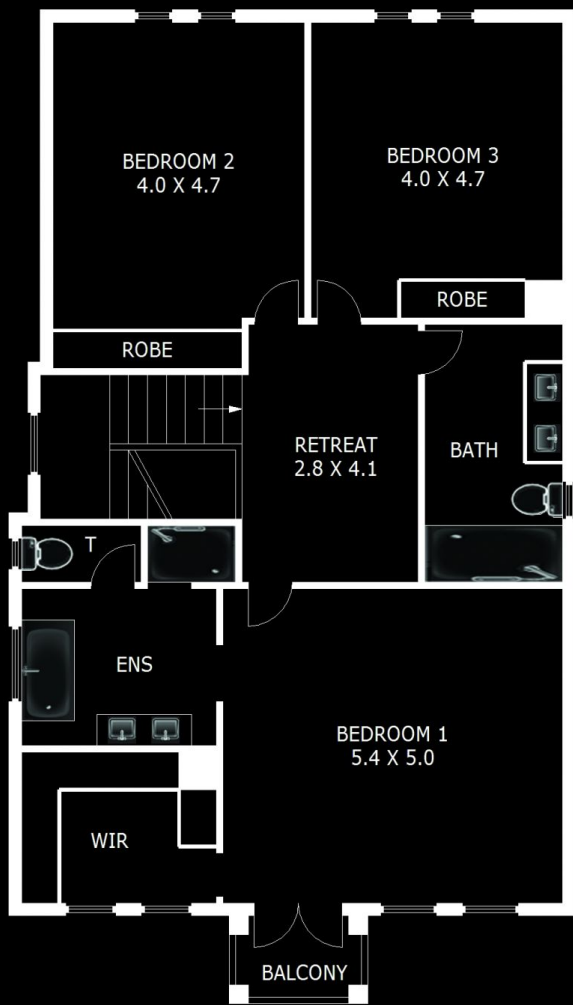 BEDROOM 2
4.0 X 4.7
BEDROOM 3
4.0 X 4.7
ROBE
ROBE
RETREAT
2.8 X 4.1
BATH
T
ENS
BEDROOM 1
5.4 X 5.0
WIR
BALCONY